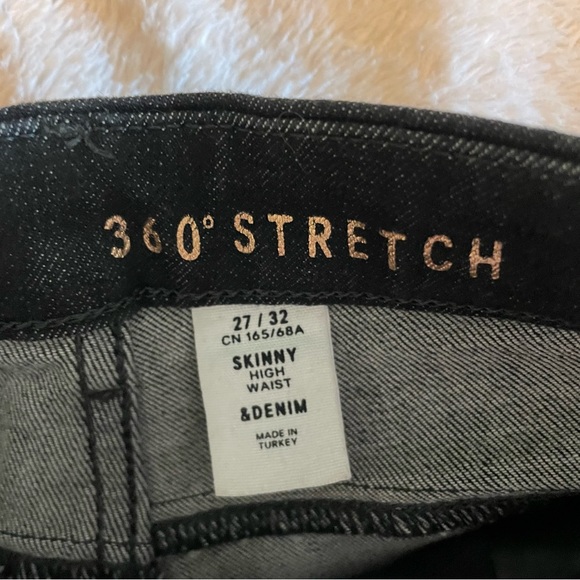 360° STRETCH
27 / 32
CN 165/68A
SKINNY
HIGH
WAIST
&DENIM
MADE IN
TURKEY